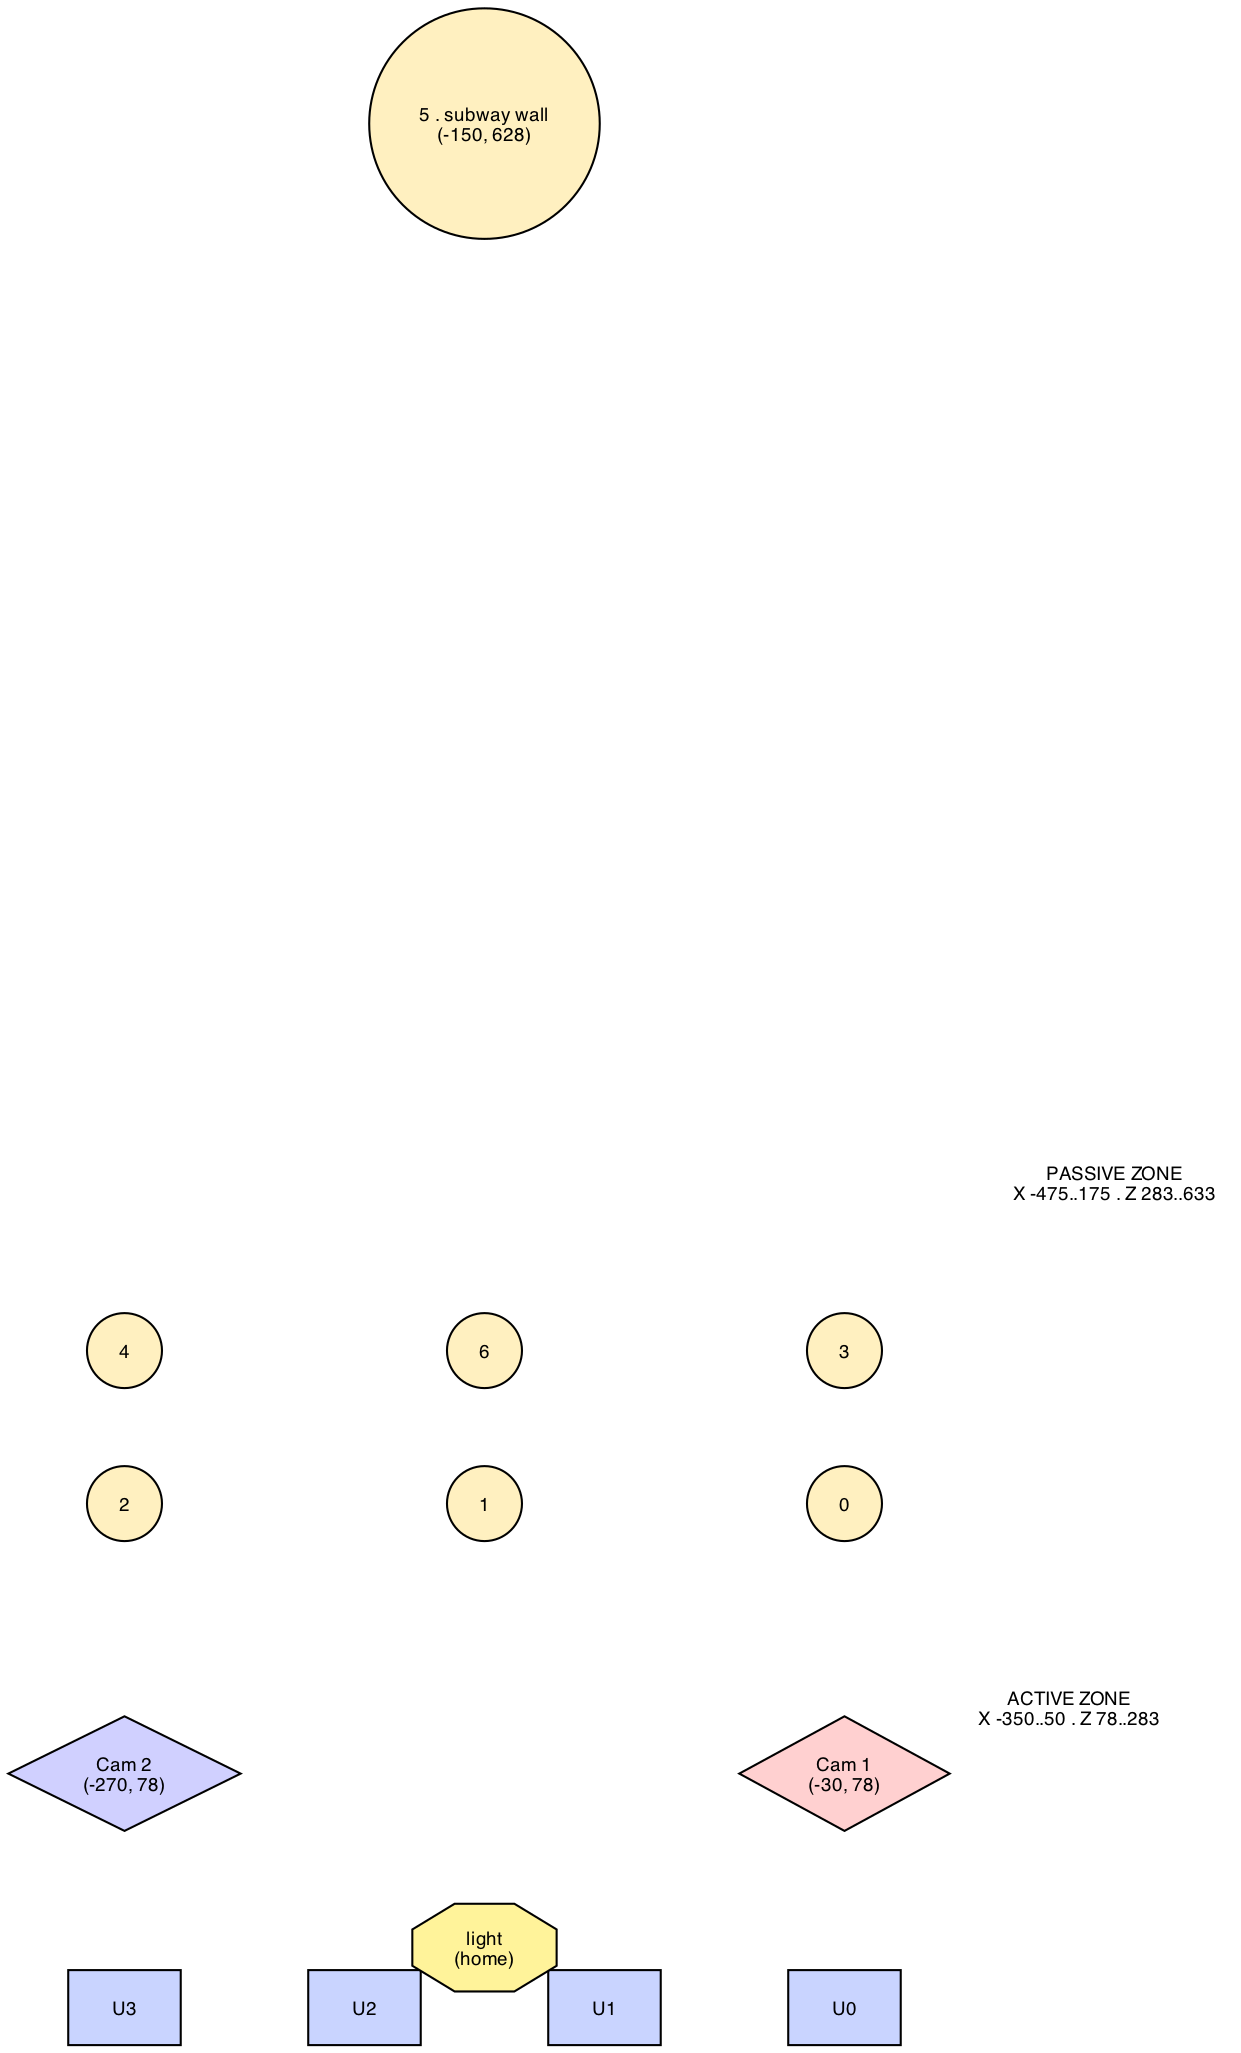 5 . subway wall
(-150, 628)
PASSIVE ZONE
X -475..175 . Z 283..633
4
6
3
2
1
0
ACTIVE ZONE
X -350..50 . Z 78..283
Cam 2
(-270, 78)
Cam 1
(-30, 78)
light
(home)
U3
U2
U1
U0